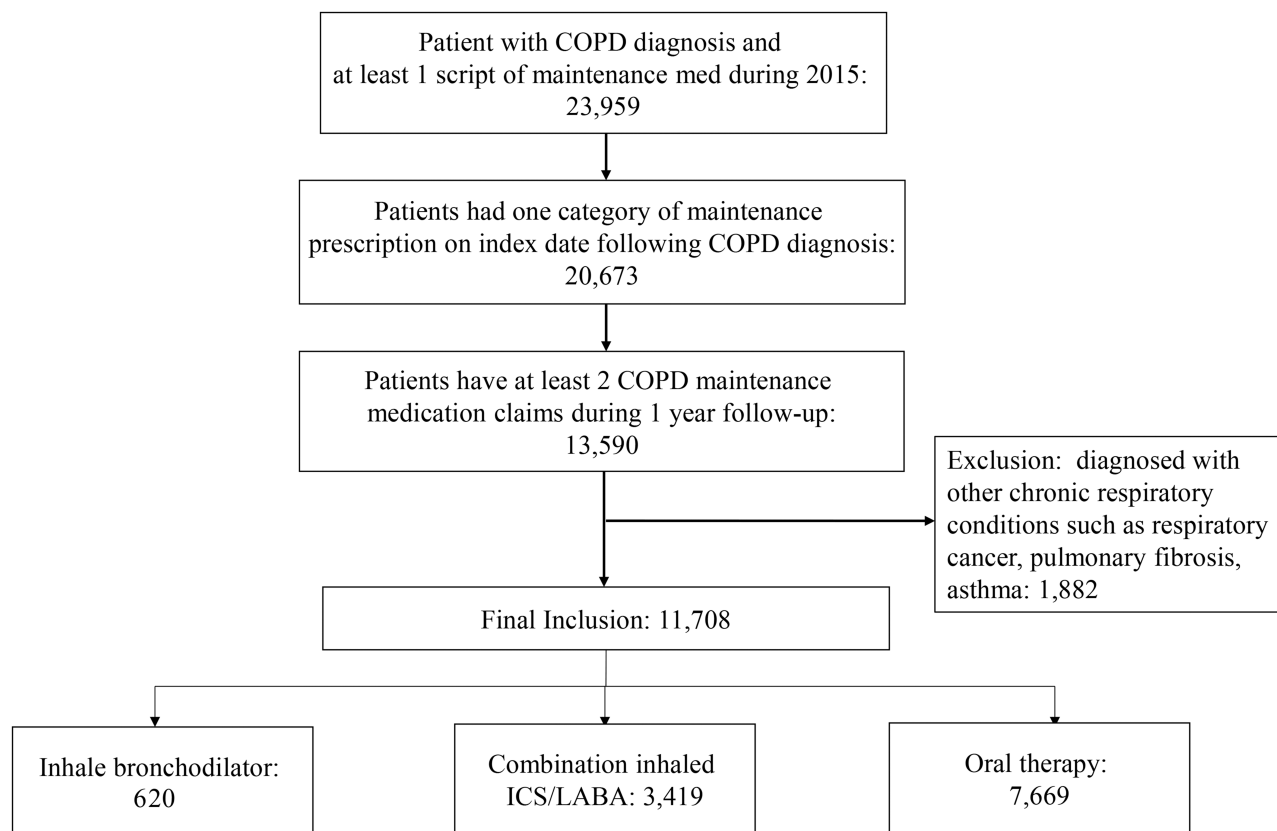 Patient with COPD diagnosis and
at least 1 script of maintenance med during 2015:
23,959
Patients had one category of maintenance
prescription on index date following COPD diagnosis:
20,673
Patients have at least 2 COPD maintenance
medication claims during 1 year follow-up:
13,590
Exclusion:  diagnosed with
other chronic respiratory
conditions such as respiratory
cancer, pulmonary fibrosis,
asthma: 1,882
Final Inclusion: 11,708
Inhale bronchodilator:
620
Combination inhaled
ICS/LABA: 3,419
Oral therapy:
7,669